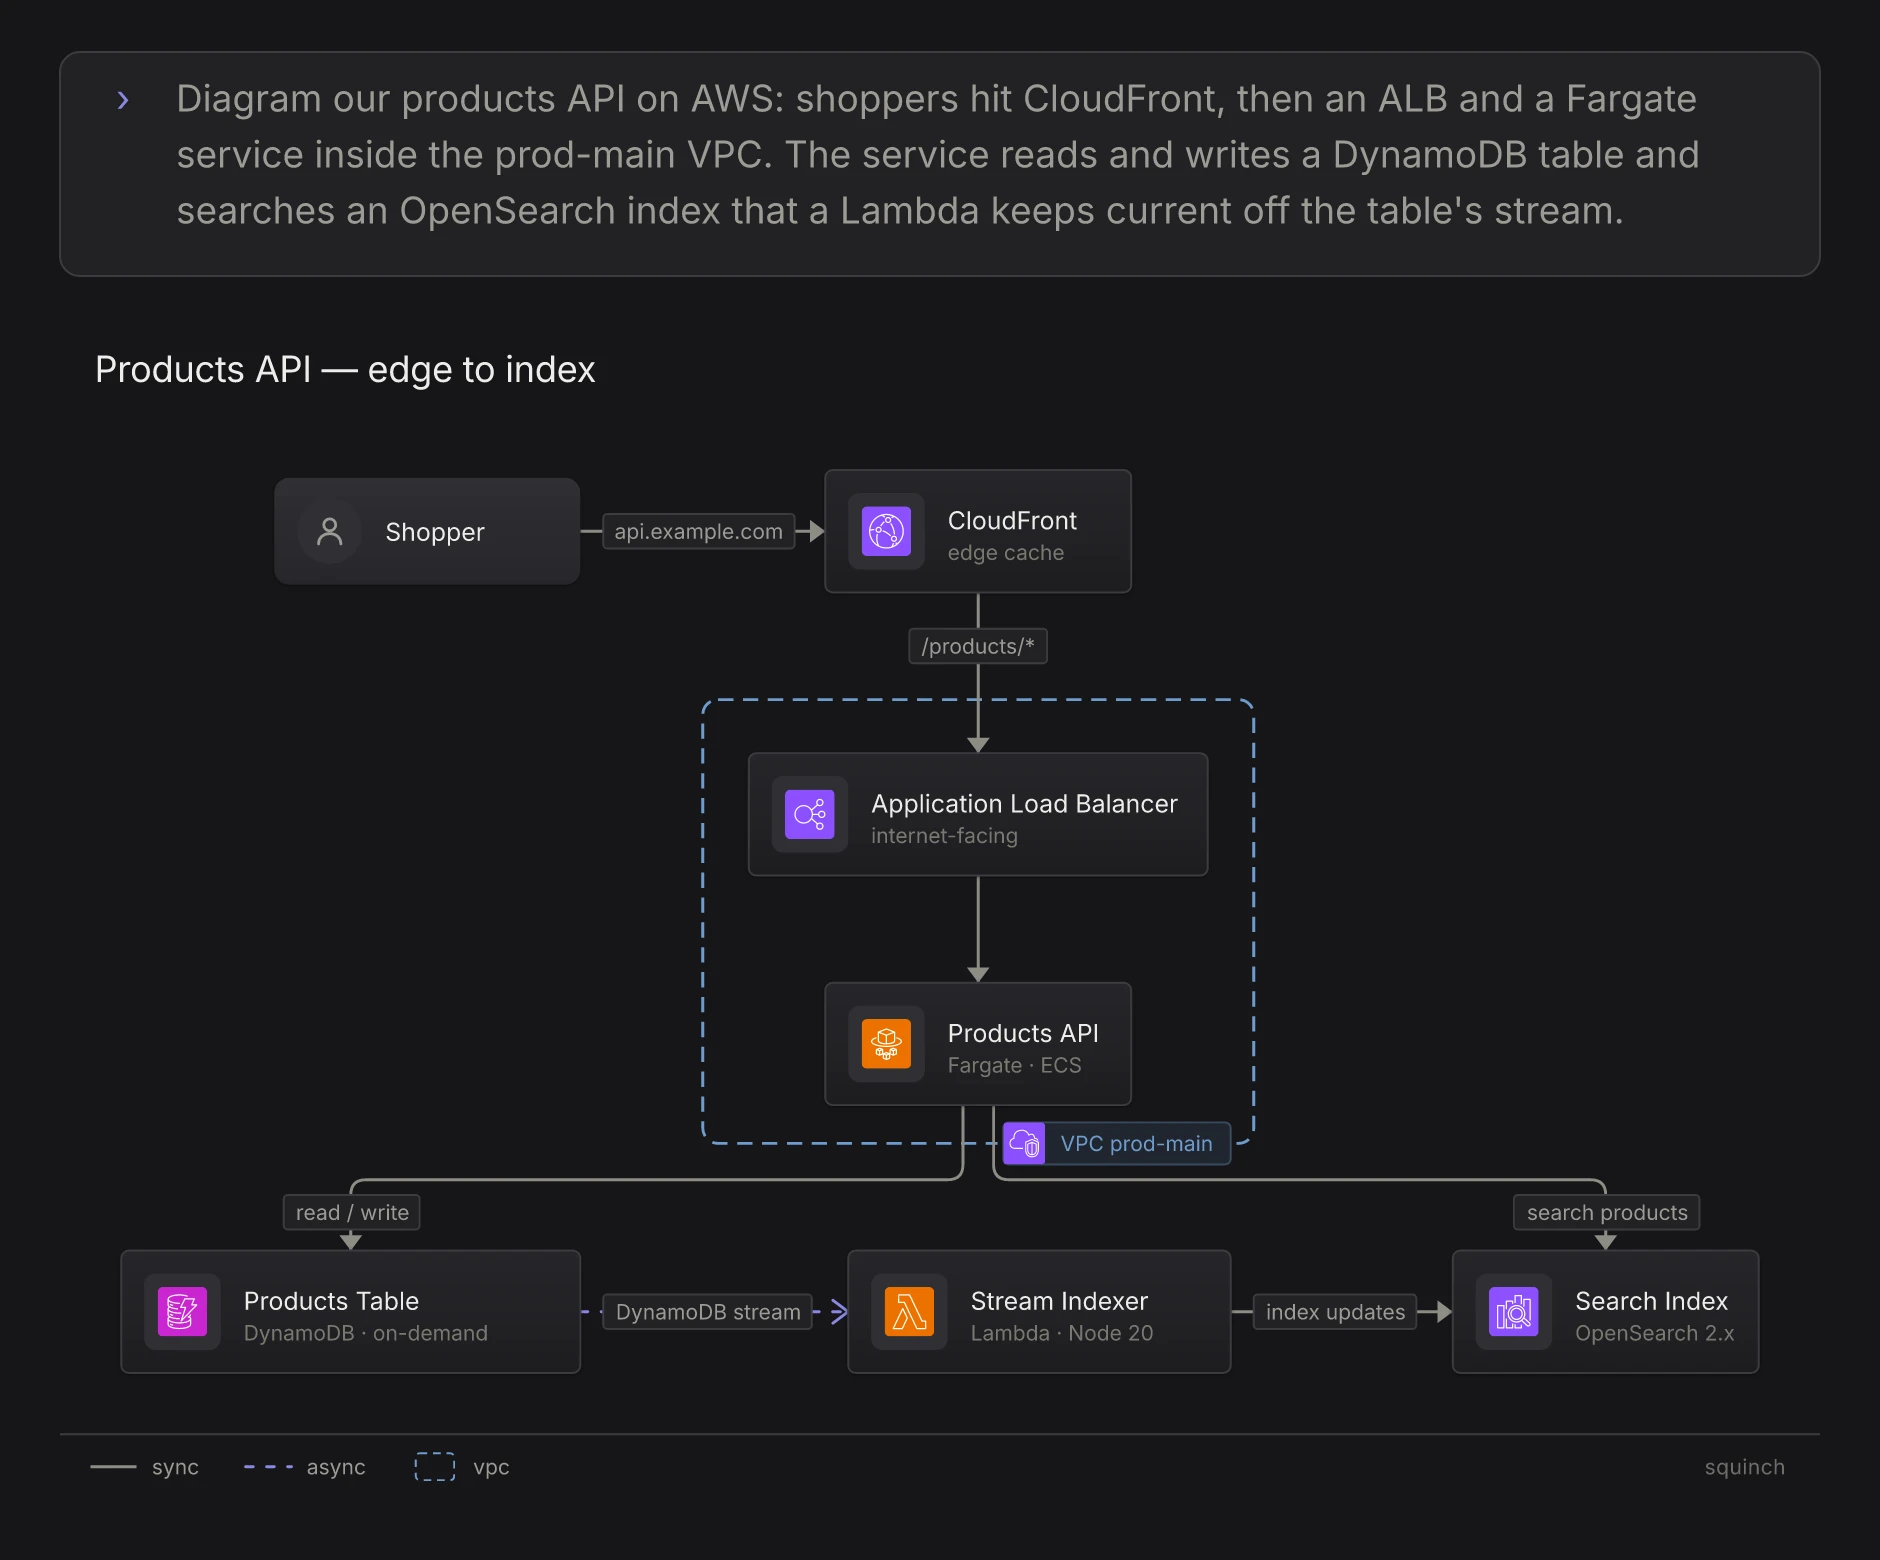 › Diagram our products API on AWS: shoppers hit CloudFront, then an ALB and a Fargate
service inside the prod-main VPC. The service reads and writes a DynamoDB table and
searches an OpenSearch index that a Lambda keeps current off the table's stream.
Products API — edge to index
Shopper
api.example.com
CloudFront
edge cache
/products/*
Application Load Balancer
internet-facing
Products API
Fargate · ECS
VPC prod-main
read / write
search products
Products Table
DynamoDB · on-demand
DynamoDB stream
Stream Indexer
Lambda · Node 20
index updates
Search Index
OpenSearch 2.x
sync
async
vpc
squinch